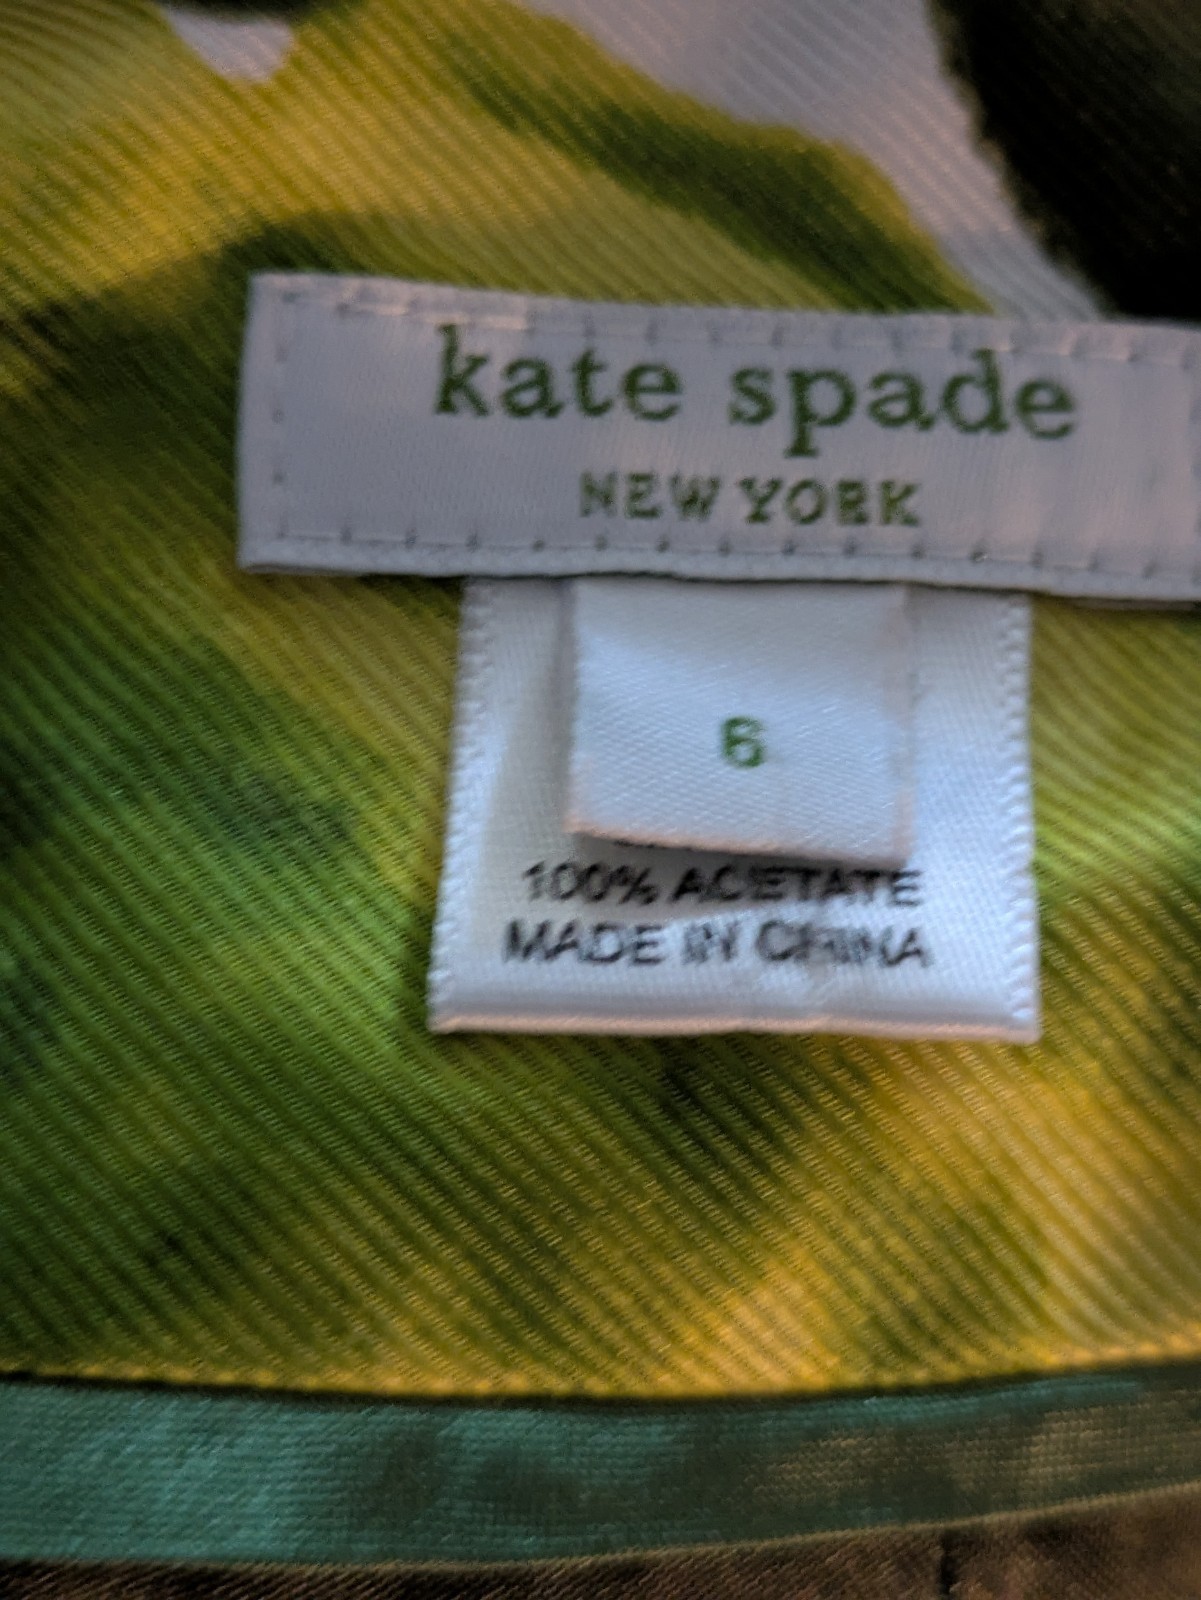 kate spade
NEW YORK
6
100% ACETATE
MADE IN CHINA